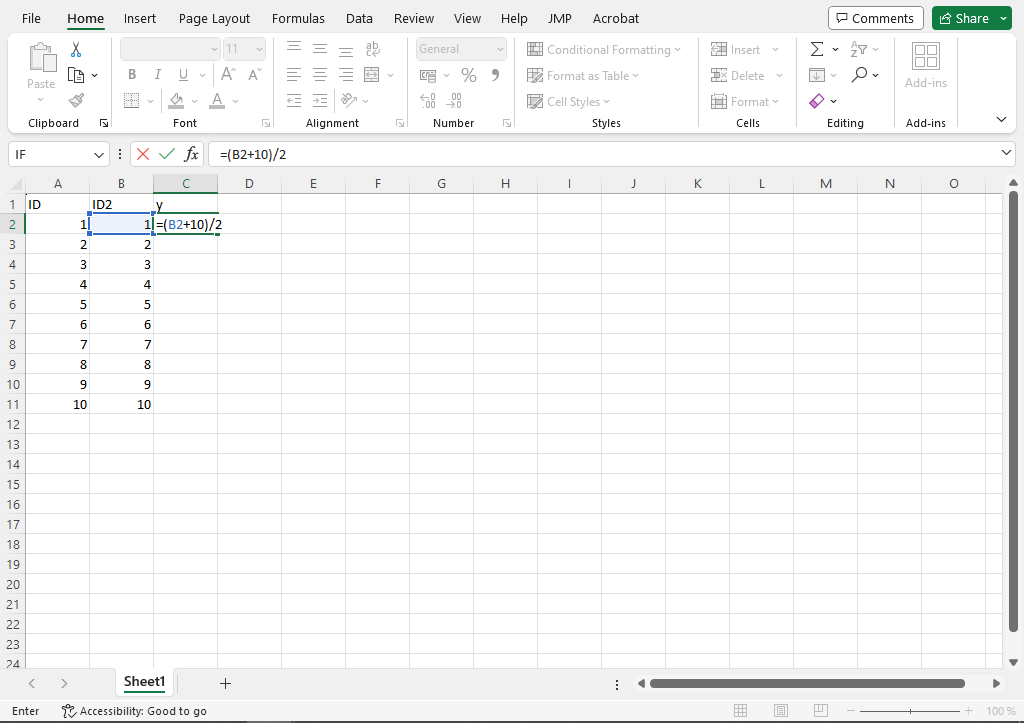 File Home Insert Page Layout Formulas Data Review View Help JMP Acrobat Comments Share
Paste
11
General
Conditional Formatting
Format as Table
Cell Styles
Insert
Delete
Format
Add-ins
B I U
A A
ab
c
% 9
A
Clipboard Font Alignment Number Styles Cells Editing Add-ins
IF fx =(B2+10)/2
A B C D E F G H I J K L M N O
1 ID ID2 y
2 1 1 =(B2+10)/2
3 2 2
4 3 3
5 4 4
6 5 5
7 6 6
8 7 7
9 8 8
10 9 9
11 10 10
12
13
14
15
16
17
18
19
20
21
22
23
24
Sheet1
Enter Accessibility: Good to go 100 %